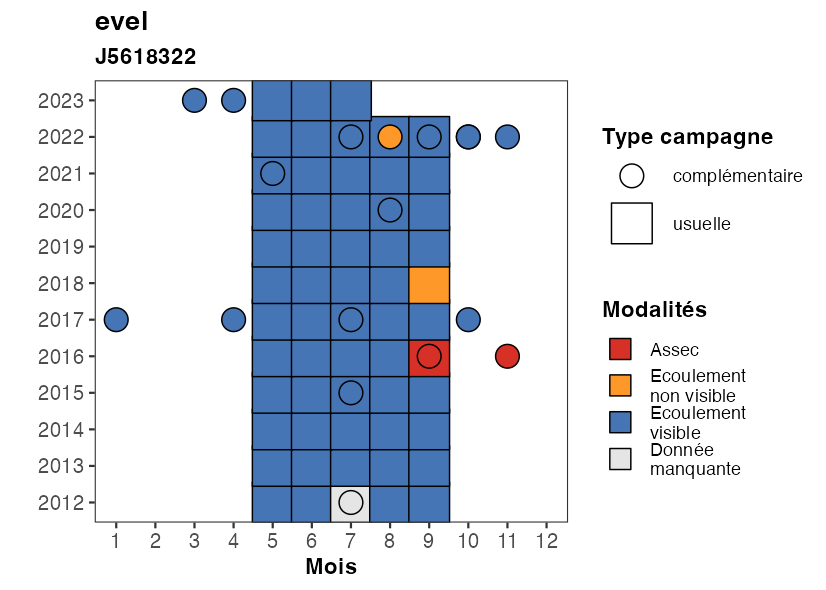 evel
J5618322
2023
2022
2021
2020
2019
2018
2017
2016
2015
2014
2013
2012
1 2 3 4 5 6 7 8 9 10 11 12
Mois
Type campagne
complémentaire
usuelle
Modalités
Assec
Ecoulement
non visible
Ecoulement
visible
Donnée
manquante